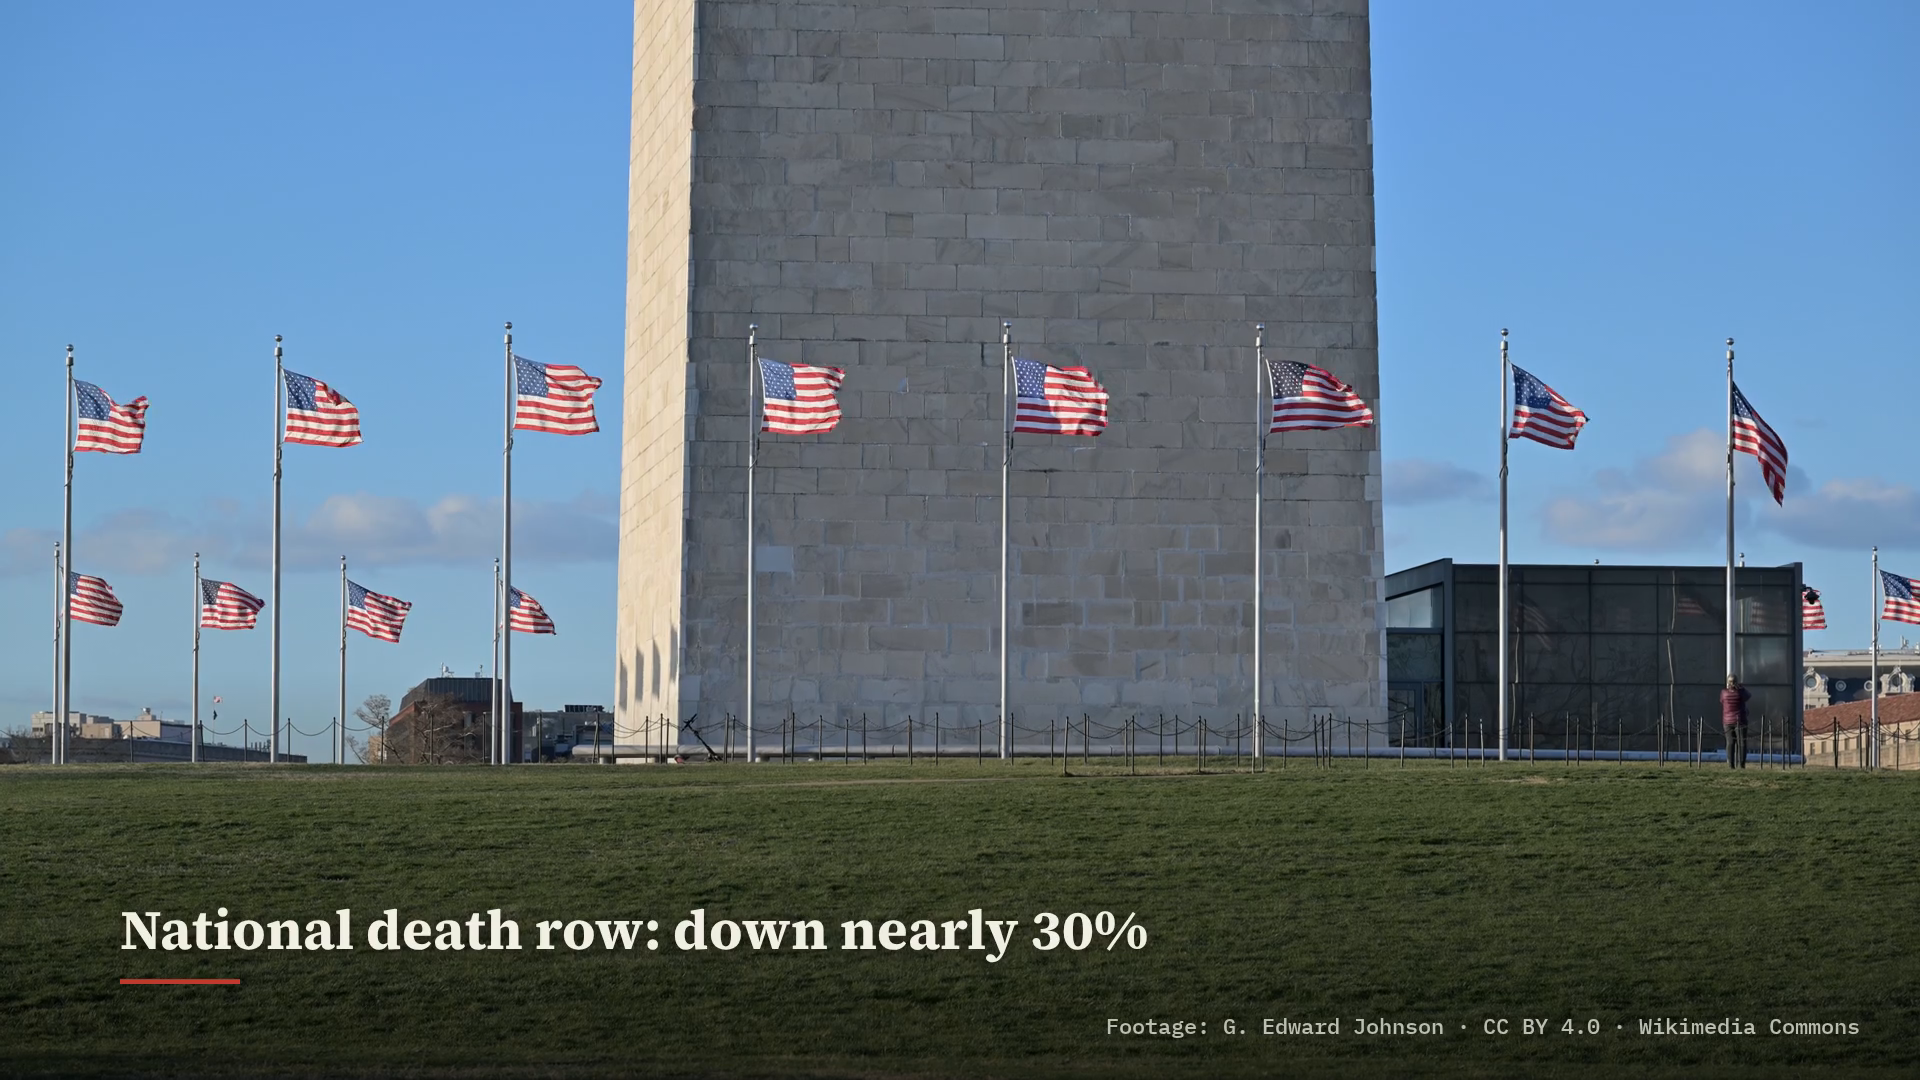 National death row: down nearly 30%
Footage: G. Edward Johnson · CC BY 4.0 · Wikimedia Commons